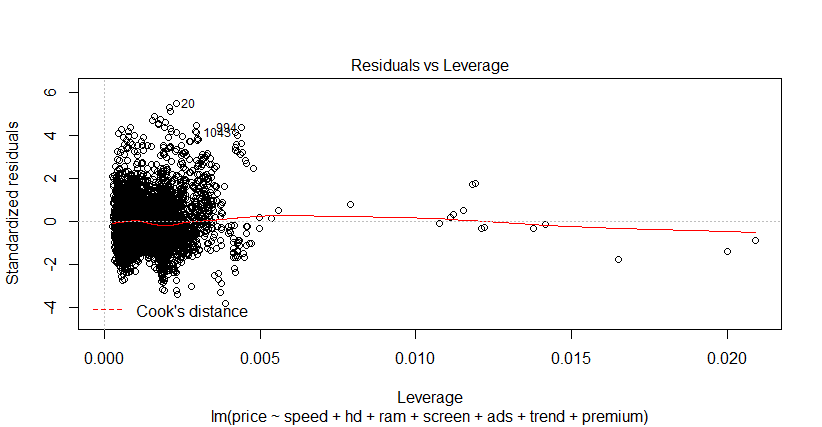 Residuals vs Leverage
Standardized residuals
6
4
2
0
-2
-4
20
994
1043
Cook's distance
0.000 0.005 0.010 0.015 0.020
Leverage
lm(price ~ speed + hd + ram + screen + ads + trend + premium)